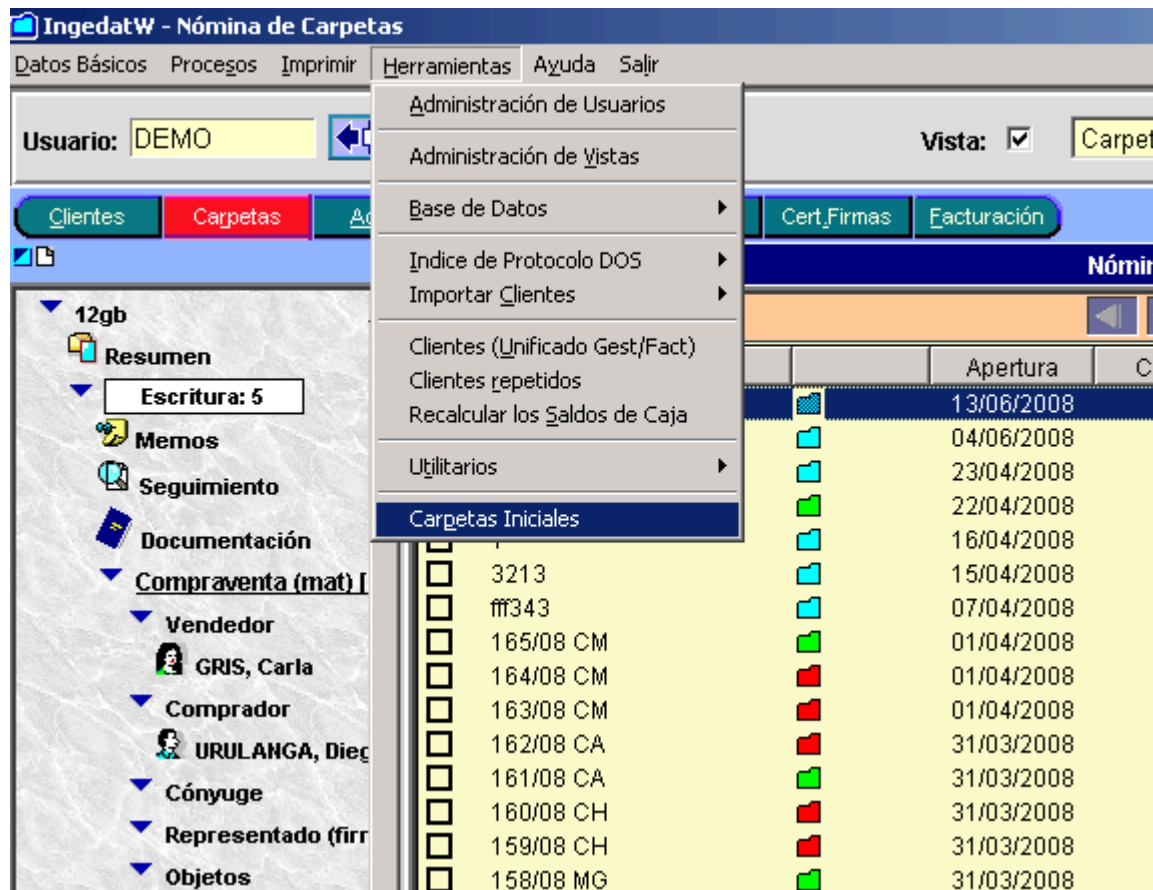 IngedatW - Nómina de Carpetas
Datos Básicos Procesos Imprimir Herramientas Ayuda Salir
Usuario: DEMO Vista: Carpet
Clientes Carpetas Ac Cert.Firmas Facturación
Nómin
Administración de Usuarios
Administración de Vistas
Base de Datos
Indice de Protocolo DOS
Importar Clientes
Clientes (Unificado Gest/Fact)
Clientes repetidos
Recalcular los Saldos de Caja
Utilitarios
Carpetas Iniciales
12gb
Resumen
Escritura: 5
Memos
Seguimiento
Documentación
Compraventa (mat) [
Vendedor
GRIS, Carla
Comprador
URULANGA, Dieg
Cónyuge
Representado (firr
Objetos
Apertura C
13/06/2008
04/06/2008
23/04/2008
22/04/2008
16/04/2008
3213 15/04/2008
fff343 07/04/2008
165/08 CM 01/04/2008
164/08 CM 01/04/2008
163/08 CM 01/04/2008
162/08 CA 31/03/2008
161/08 CA 31/03/2008
160/08 CH 31/03/2008
159/08 CH 31/03/2008
158/08 MG 31/03/2008